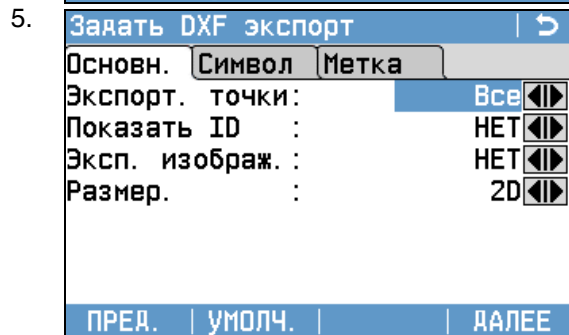 5.
Задать DXF экспорт
Основн. Символ Метка
Экспорт. точки: Все
Показать ID : НЕТ
Эксп. изображ.: НЕТ
Размер. : 2D
ПРЕД. УМОЛЧ. ДАЛЕЕ